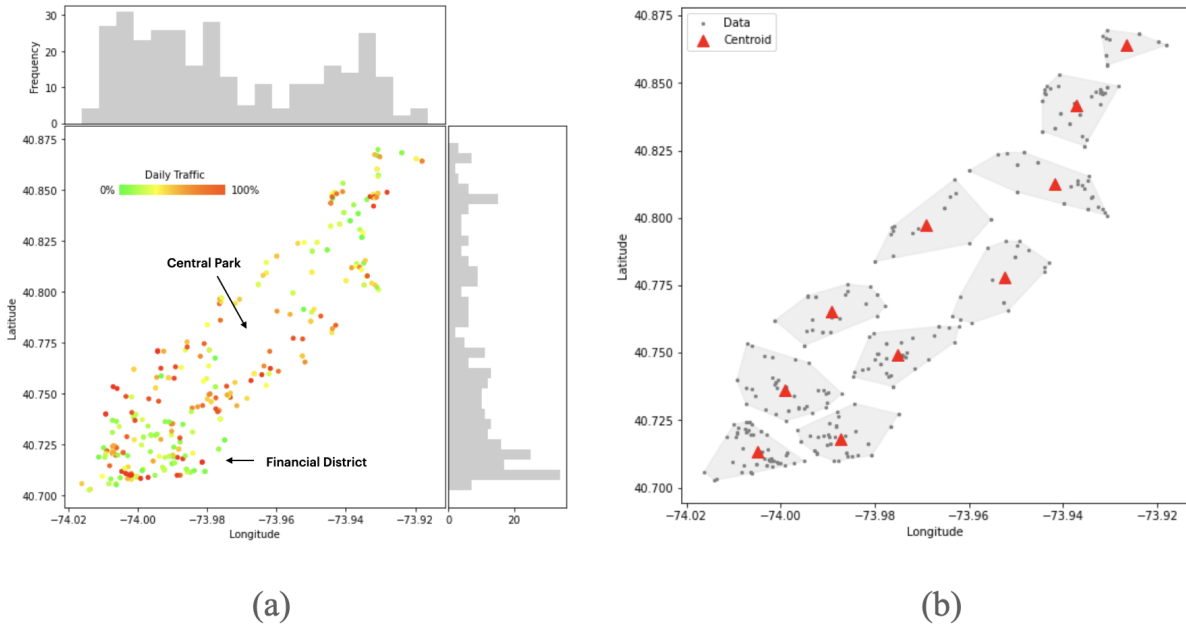 30
20
10
0
Frequency
40.875
40.850
40.825
40.800
40.775
40.750
40.725
40.700
Latitude
Daily Traffic
0% 100%
Central Park
Financial District
−74.02 −74.00 −73.98 −73.96 −73.94 −73.92
Longitude
0 20
(a)
Data
Centroid
40.875
40.850
40.825
40.800
40.775
40.750
40.725
40.700
Latitude
−74.02 −74.00 −73.98 −73.96 −73.94 −73.92
Longitude
(b)